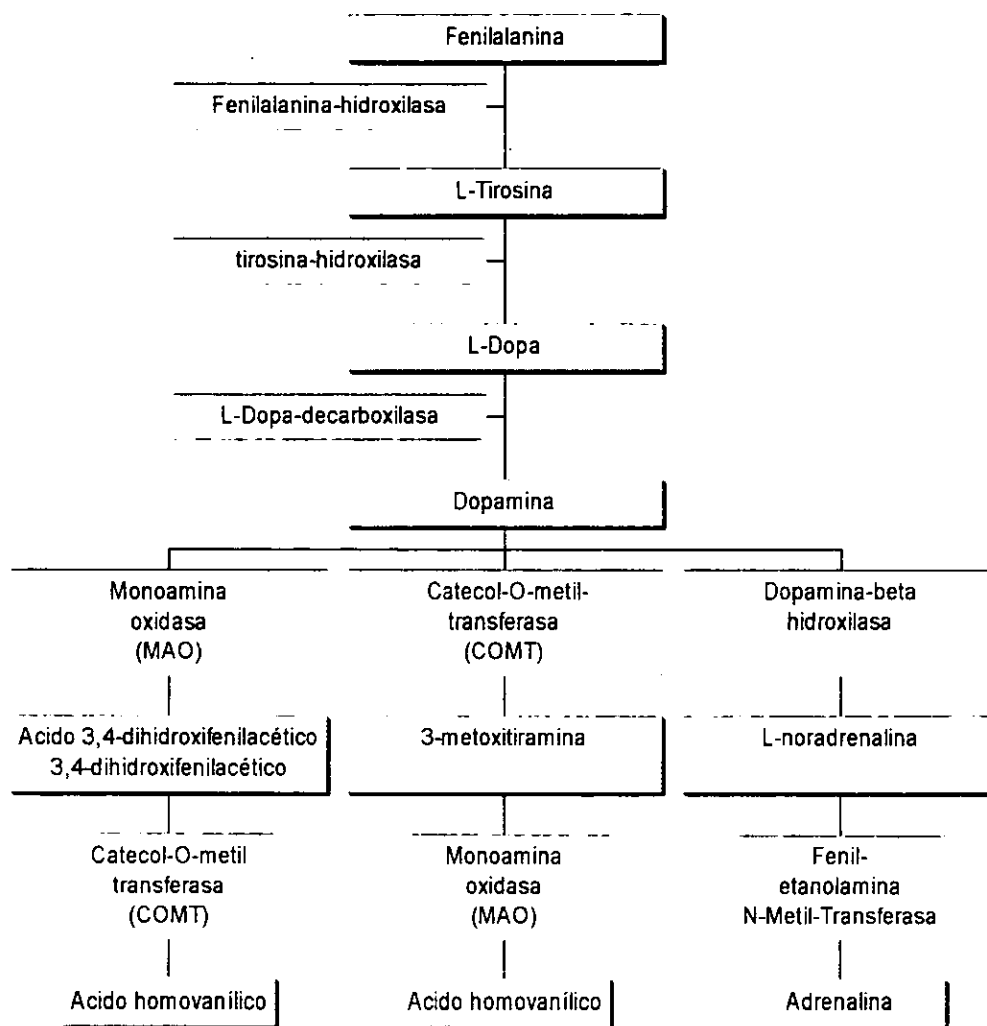 Fenilalanina
Fenilalanina-hidroxilasa
L-Tirosina
tirosina-hidroxilasa
L-Dopa
L-Dopa-decarboxilasa
Dopamina
Monoamina
oxidasa
(MAO)
Catecol-O-metil-
transferasa
(COMT)
Dopamina-beta
hidroxilasa
Acido 3,4-dihidroxifenilacético
3,4-dihidroxifenilacético
3-metoxitiramina
L-noradrenalina
Catecol-O-metil
transferasa
(COMT)
Monoamina
oxidasa
(MAO)
Fenil-
etanolamina
N-Metil-Transferasa
Acido homovanílico
Acido homovanílico
Adrenalina